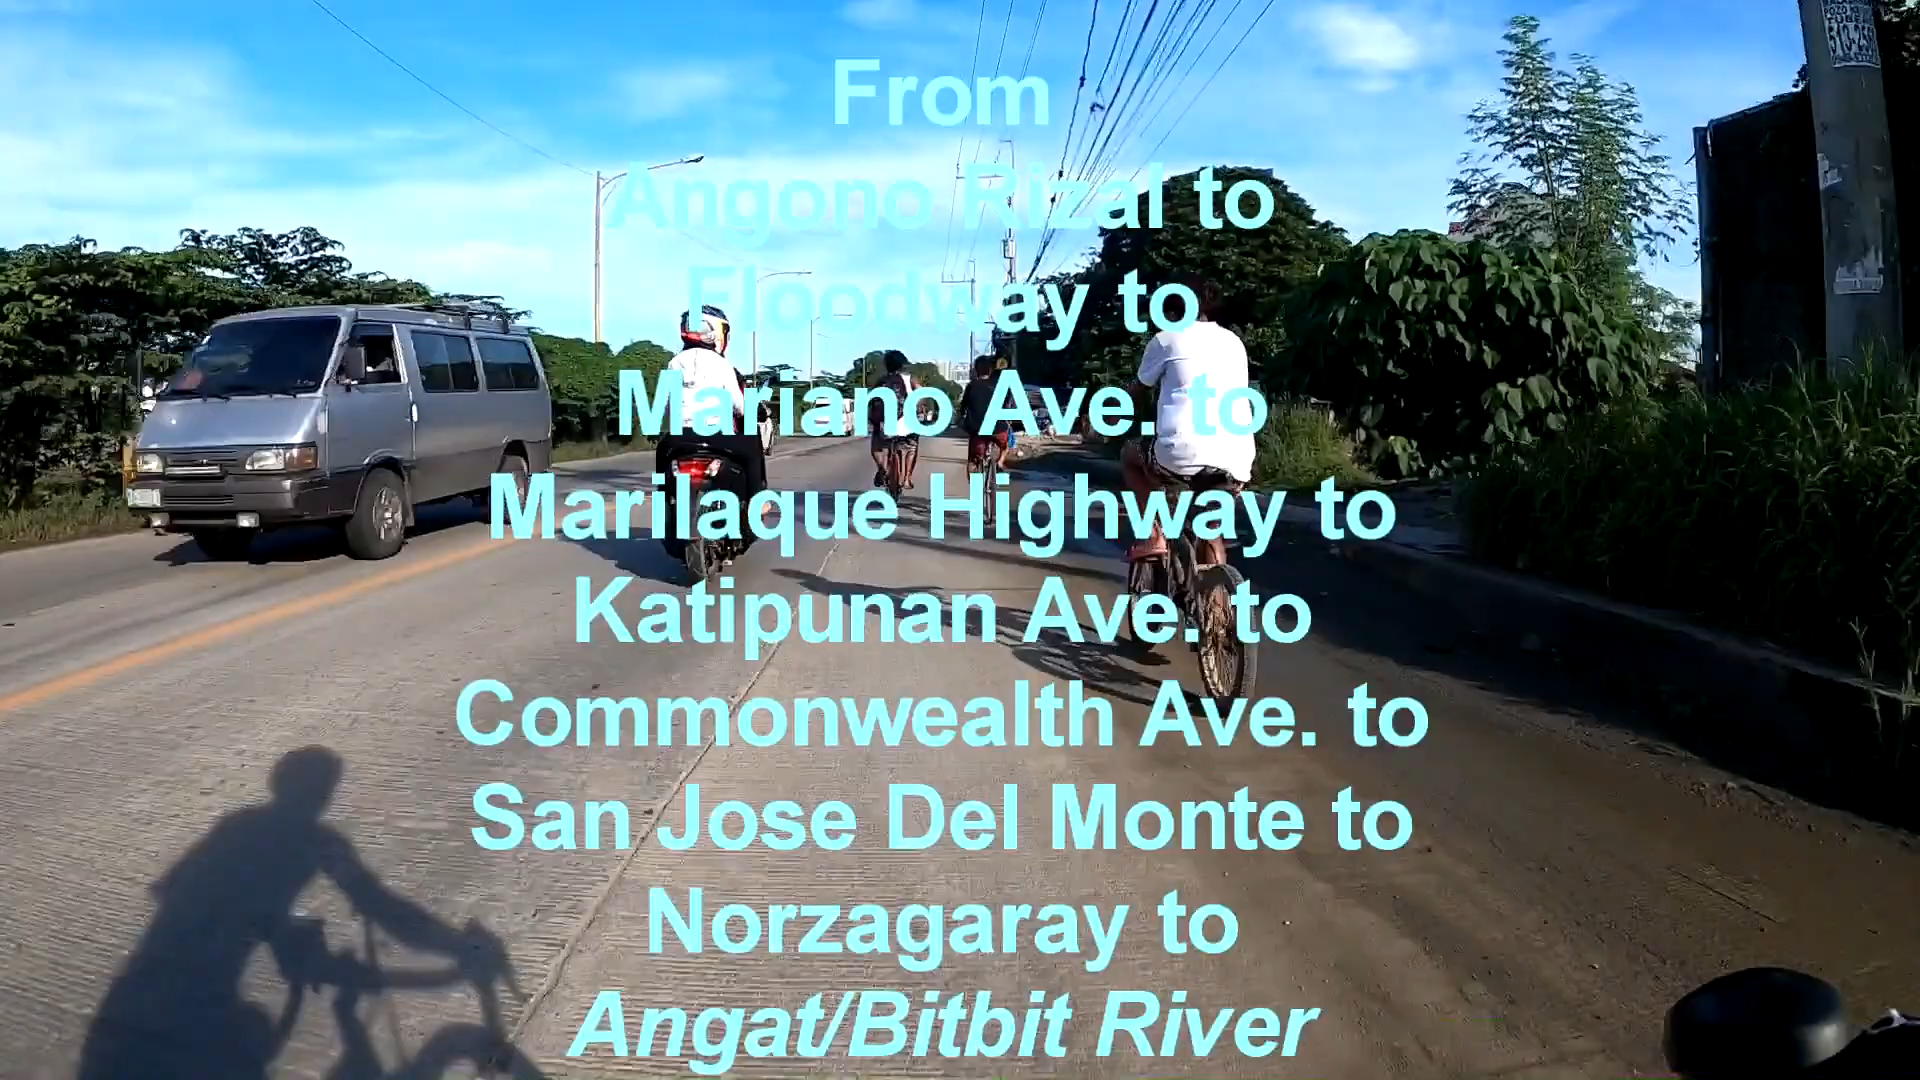 From
Angono Rizal to
Floodway to
Mariano Ave. to
Marilaque Highway to
Katipunan Ave. to
Commonwealth Ave. to
San Jose Del Monte to
Norzagaray to
Angat/Bitbit River